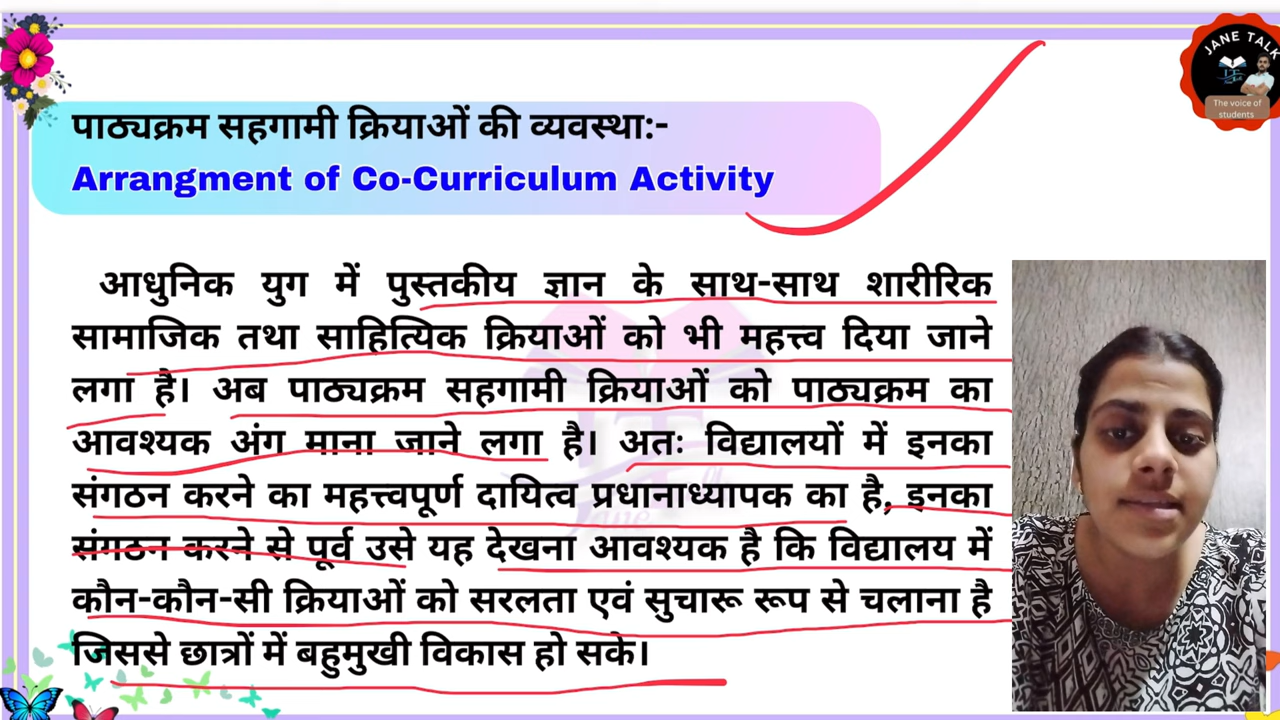 JANE TALK
The voice of
students
पाठ्यक्रम सहगामी क्रियाओं की व्यवस्था:-
Arrangment of Co-Curriculum Activity
आधुनिक युग में पुस्तकीय ज्ञान के साथ-साथ शारीरिक
सामाजिक तथा साहित्यिक क्रियाओं को भी महत्त्व दिया जाने
लगा है। अब पाठ्यक्रम सहगामी क्रियाओं को पाठ्यक्रम का
आवश्यक अंग माना जाने लगा है। अतः विद्यालयों में इनका
संगठन करने का महत्त्वपूर्ण दायित्व प्रधानाध्यापक का है, इनका
संगठन करने से पूर्व उसे यह देखना आवश्यक है कि विद्यालय में
कौन-कौन-सी क्रियाओं को सरलता एवं सुचारू रूप से चलाना है
जिससे छात्रों में बहुमुखी विकास हो सके।